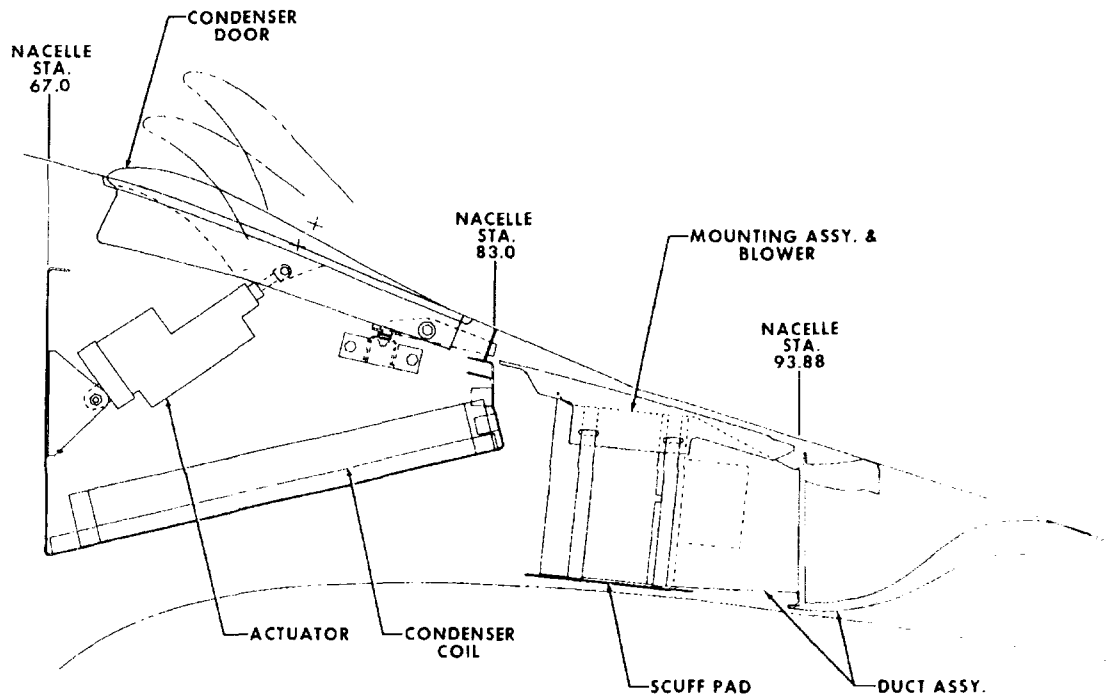 CONDENSER
DOOR
NACELLE
STA.
67.0
NACELLE
STA.
83.0
MOUNTING ASSY. &
BLOWER
NACELLE
STA.
93.88
ACTUATOR
CONDENSER
COIL
SCUFF PAD
DUCT ASSY.